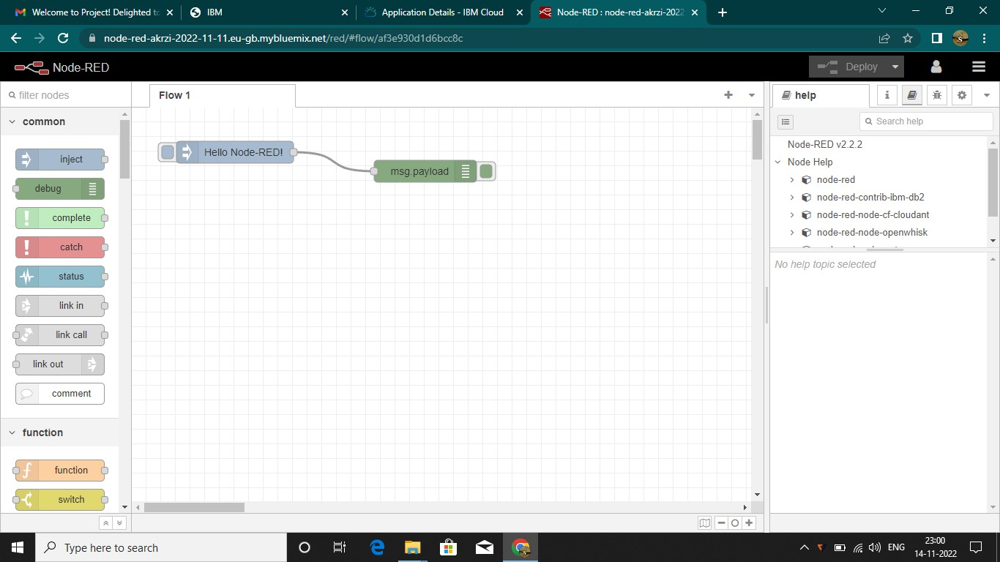 Welcome to Project! Delighted to
IBM
Application Details - IBM Cloud
Node-RED : node-red-akrzi-2022
node-red-akrzi-2022-11-11.eu-gb.mybluemix.net/red/#flow/af3e930d1d6bcc8c
Node-RED
Deploy
filter nodes
Flow 1
help
common
Search help
Node-RED v2.2.2
Node Help
node-red
node-red-contrib-ibm-db2
node-red-node-cf-cloudant
node-red-node-openwhisk
No help topic selected
Hello Node-RED!
msg.payload
inject
debug
complete
catch
status
link in
link call
link out
comment
function
function
switch
Type here to search
ENG
23:00
14-11-2022